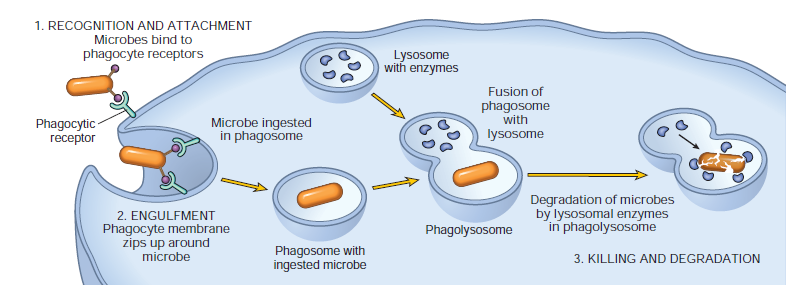 1. RECOGNITION AND ATTACHMENT
Microbes bind to
phagocyte receptors
Phagocytic
receptor
Microbe ingested
in phagosome
2. ENGULFMENT
Phagocyte membrane
zips up around
microbe
Lysosome
with enzymes
Phagosome with
ingested microbe
Fusion of
phagosome
with
lysosome
Phagolysosome
Degradation of microbes
by lysosomal enzymes
in phagolysosome
3. KILLING AND DEGRADATION